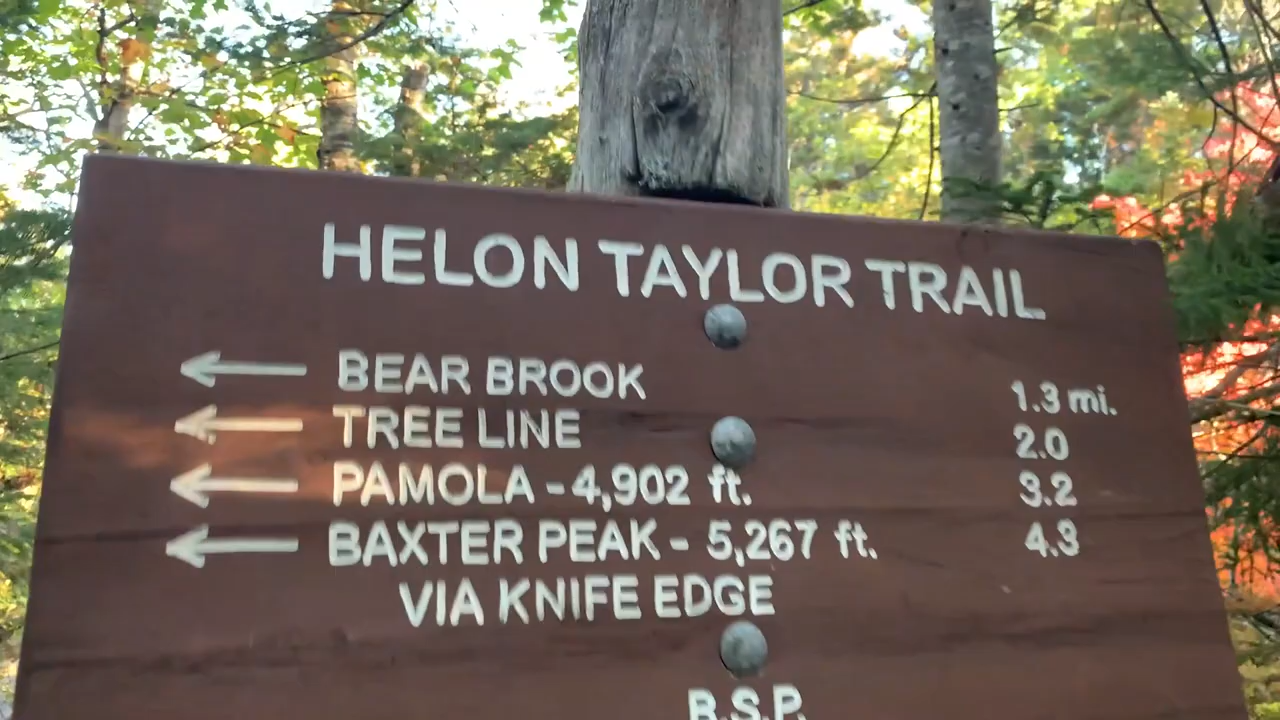 HELON TAYLOR TRAIL
BEAR BROOK 1.3 mi.
TREE LINE 2.0
PAMOLA - 4,902 ft. 3.2
BAXTER PEAK - 5,267 ft. 4.3
VIA KNIFE EDGE
B.S.P.